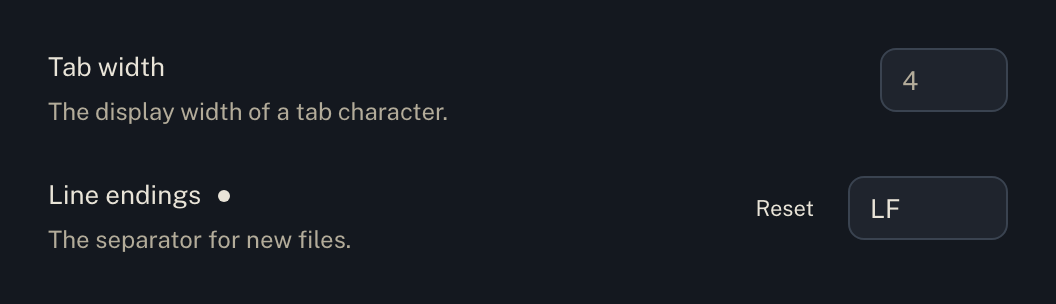 Tab width
4
The display width of a tab character.
Line endings
Reset
LF
The separator for new files.